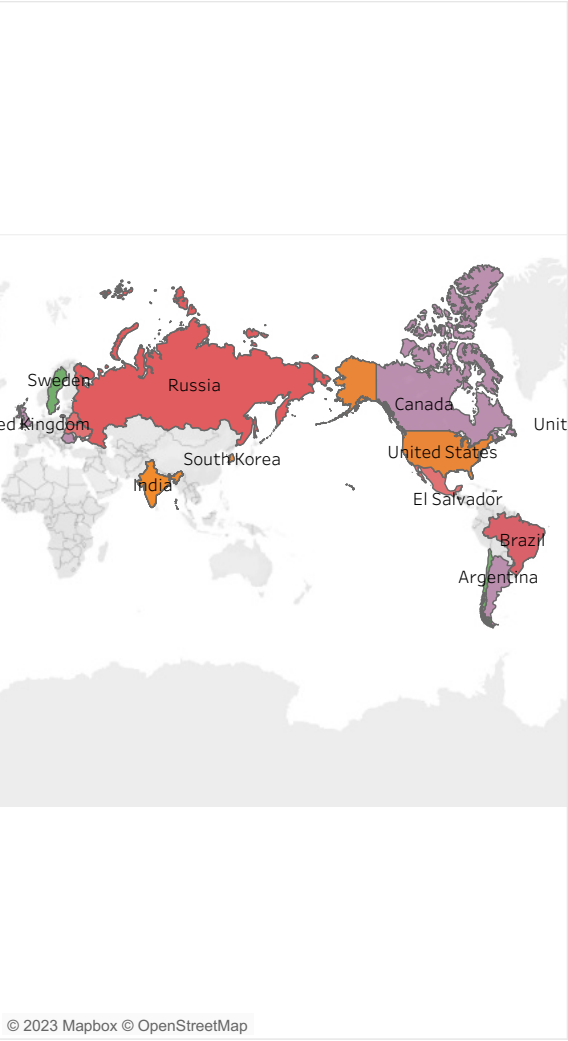 Sweden
Russia
Canada
ed Kingdom
Unit
United States
South Korea
India
El Salvador
Brazil
Argentina
© 2023 Mapbox © OpenStreetMap